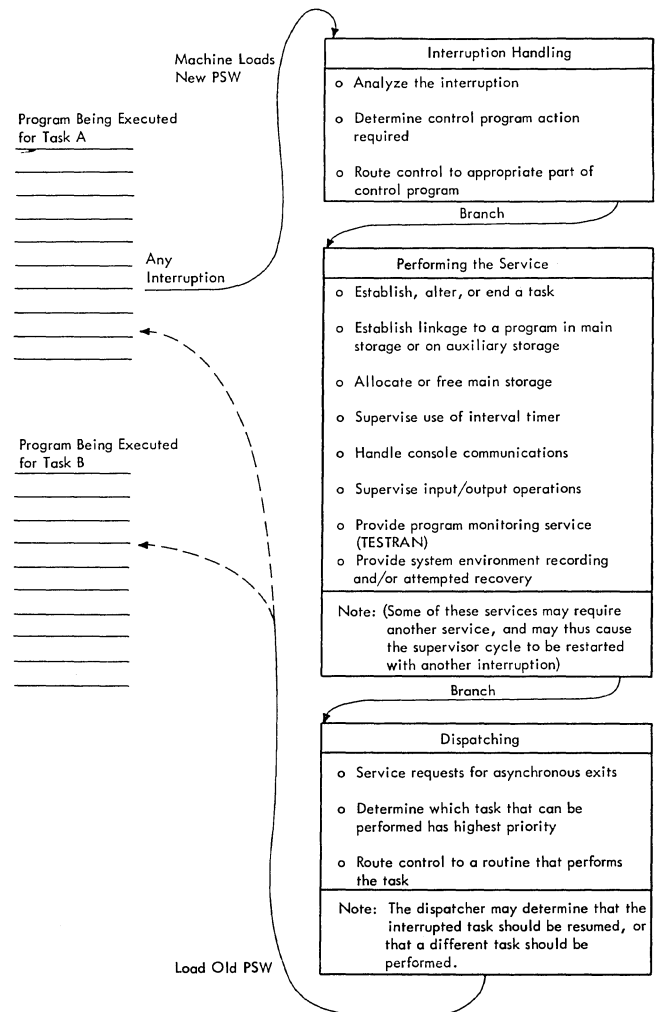 Machine Loads
New PSW
Program Being Executed
for Task A
Any
Interruption
Program Being Executed
for Task B
Load Old PSW
Interruption Handling
o Analyze the interruption
o Determine control program action
required
o Route control to appropriate part of
control program
Branch
Performing the Service
o Establish, alter, or end a task
o Establish linkage to a program in main
storage or on auxiliary storage
o Allocate or free main storage
o Supervise use of interval timer
o Handle console communications
o Supervise input/output operations
o Provide program monitoring service
(TESTRAN)
o Provide system environment recording
and/or attempted recovery
Note: (Some of these services may require
another service, and may thus cause
the supervisor cycle to be restarted
with another interruption)
Branch
Dispatching
o Service requests for asynchronous exits
o Determine which task that can be
performed has highest priority
o Route control to a routine that performs
the task
Note: The dispatcher may determine that the
interrupted task should be resumed, or
that a different task should be
performed.